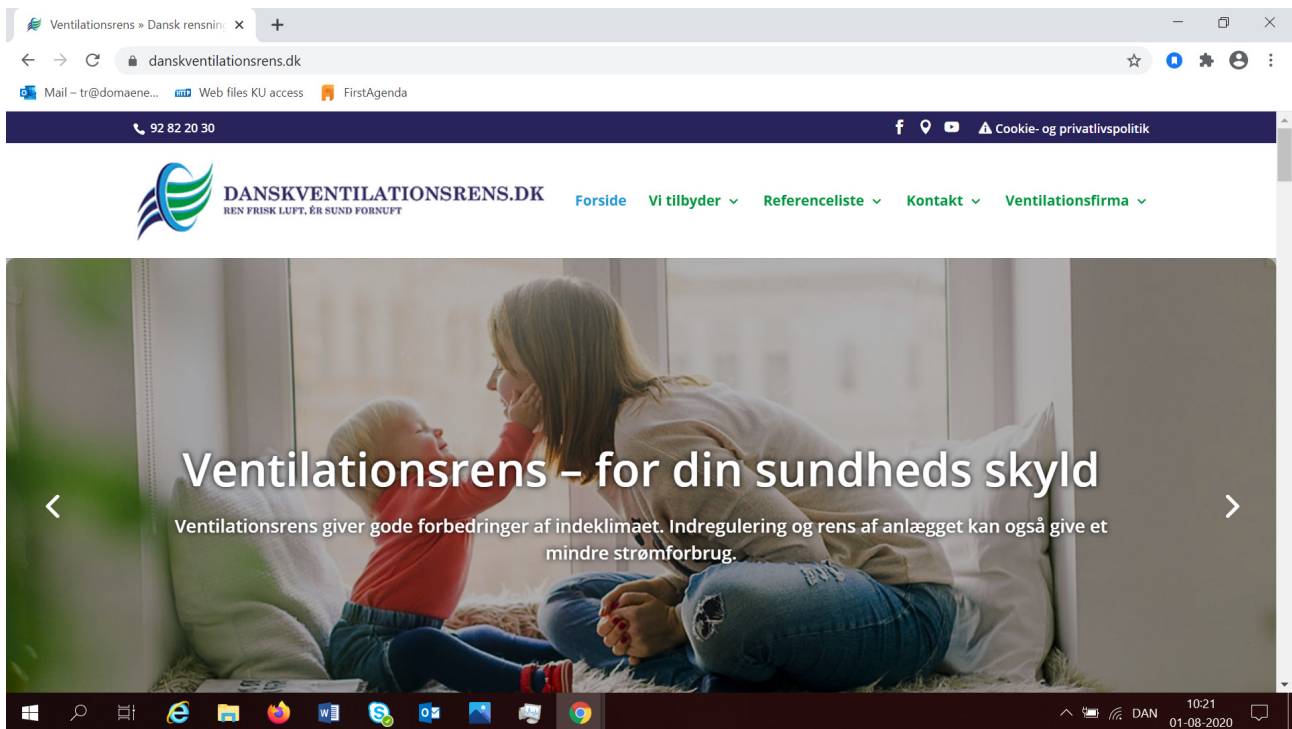 Ventilationsrens » Dansk rensnin
danskventilationsrens.dk
Mail – tr@domaene... Web files KU access FirstAgenda
92 82 20 30 Cookie- og privatlivspolitik
DANSKVENTILATIONSRENS.DK
REN FRISK LUFT, ÉR SUND FORNUFT
Forside Vi tilbyder Referenceliste Kontakt Ventilationsfirma
Ventilationsrens – for din sundheds skyld
Ventilationsrens giver gode forbedringer af indeklimaet. Indregulering og rens af anlægget kan også give et
mindre strømforbrug.
DAN 10:21
01-08-2020